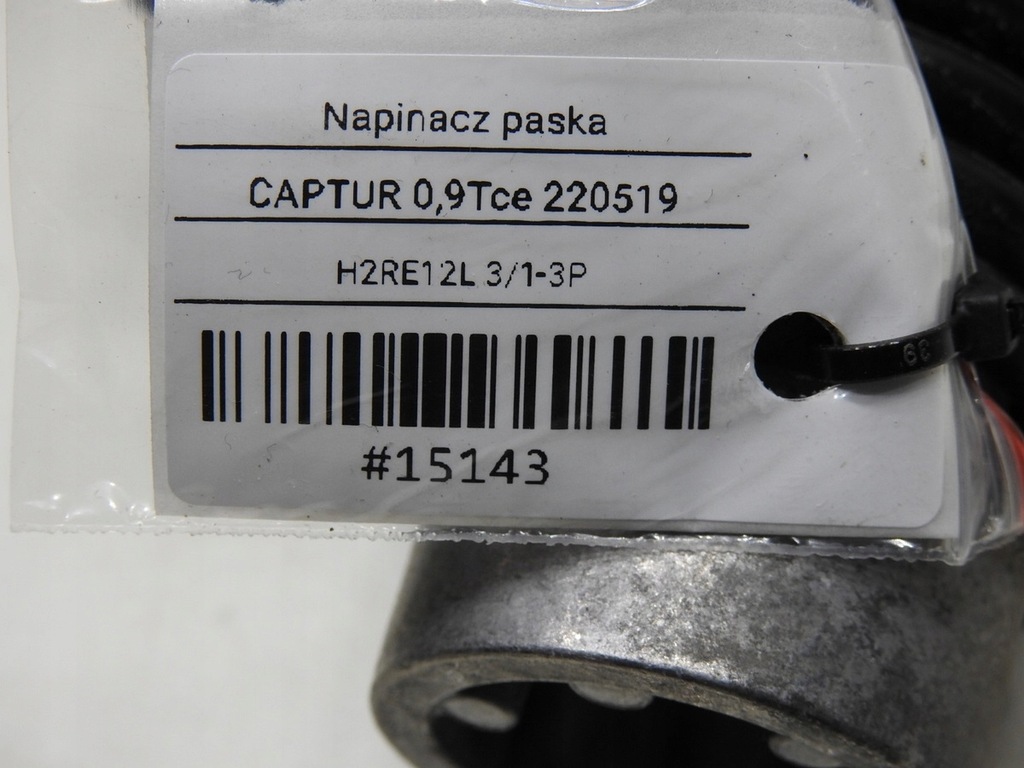 Napinacz paska
CAPTUR 0,9Tce 220519
H2RE12L 3/1-3P
#15143